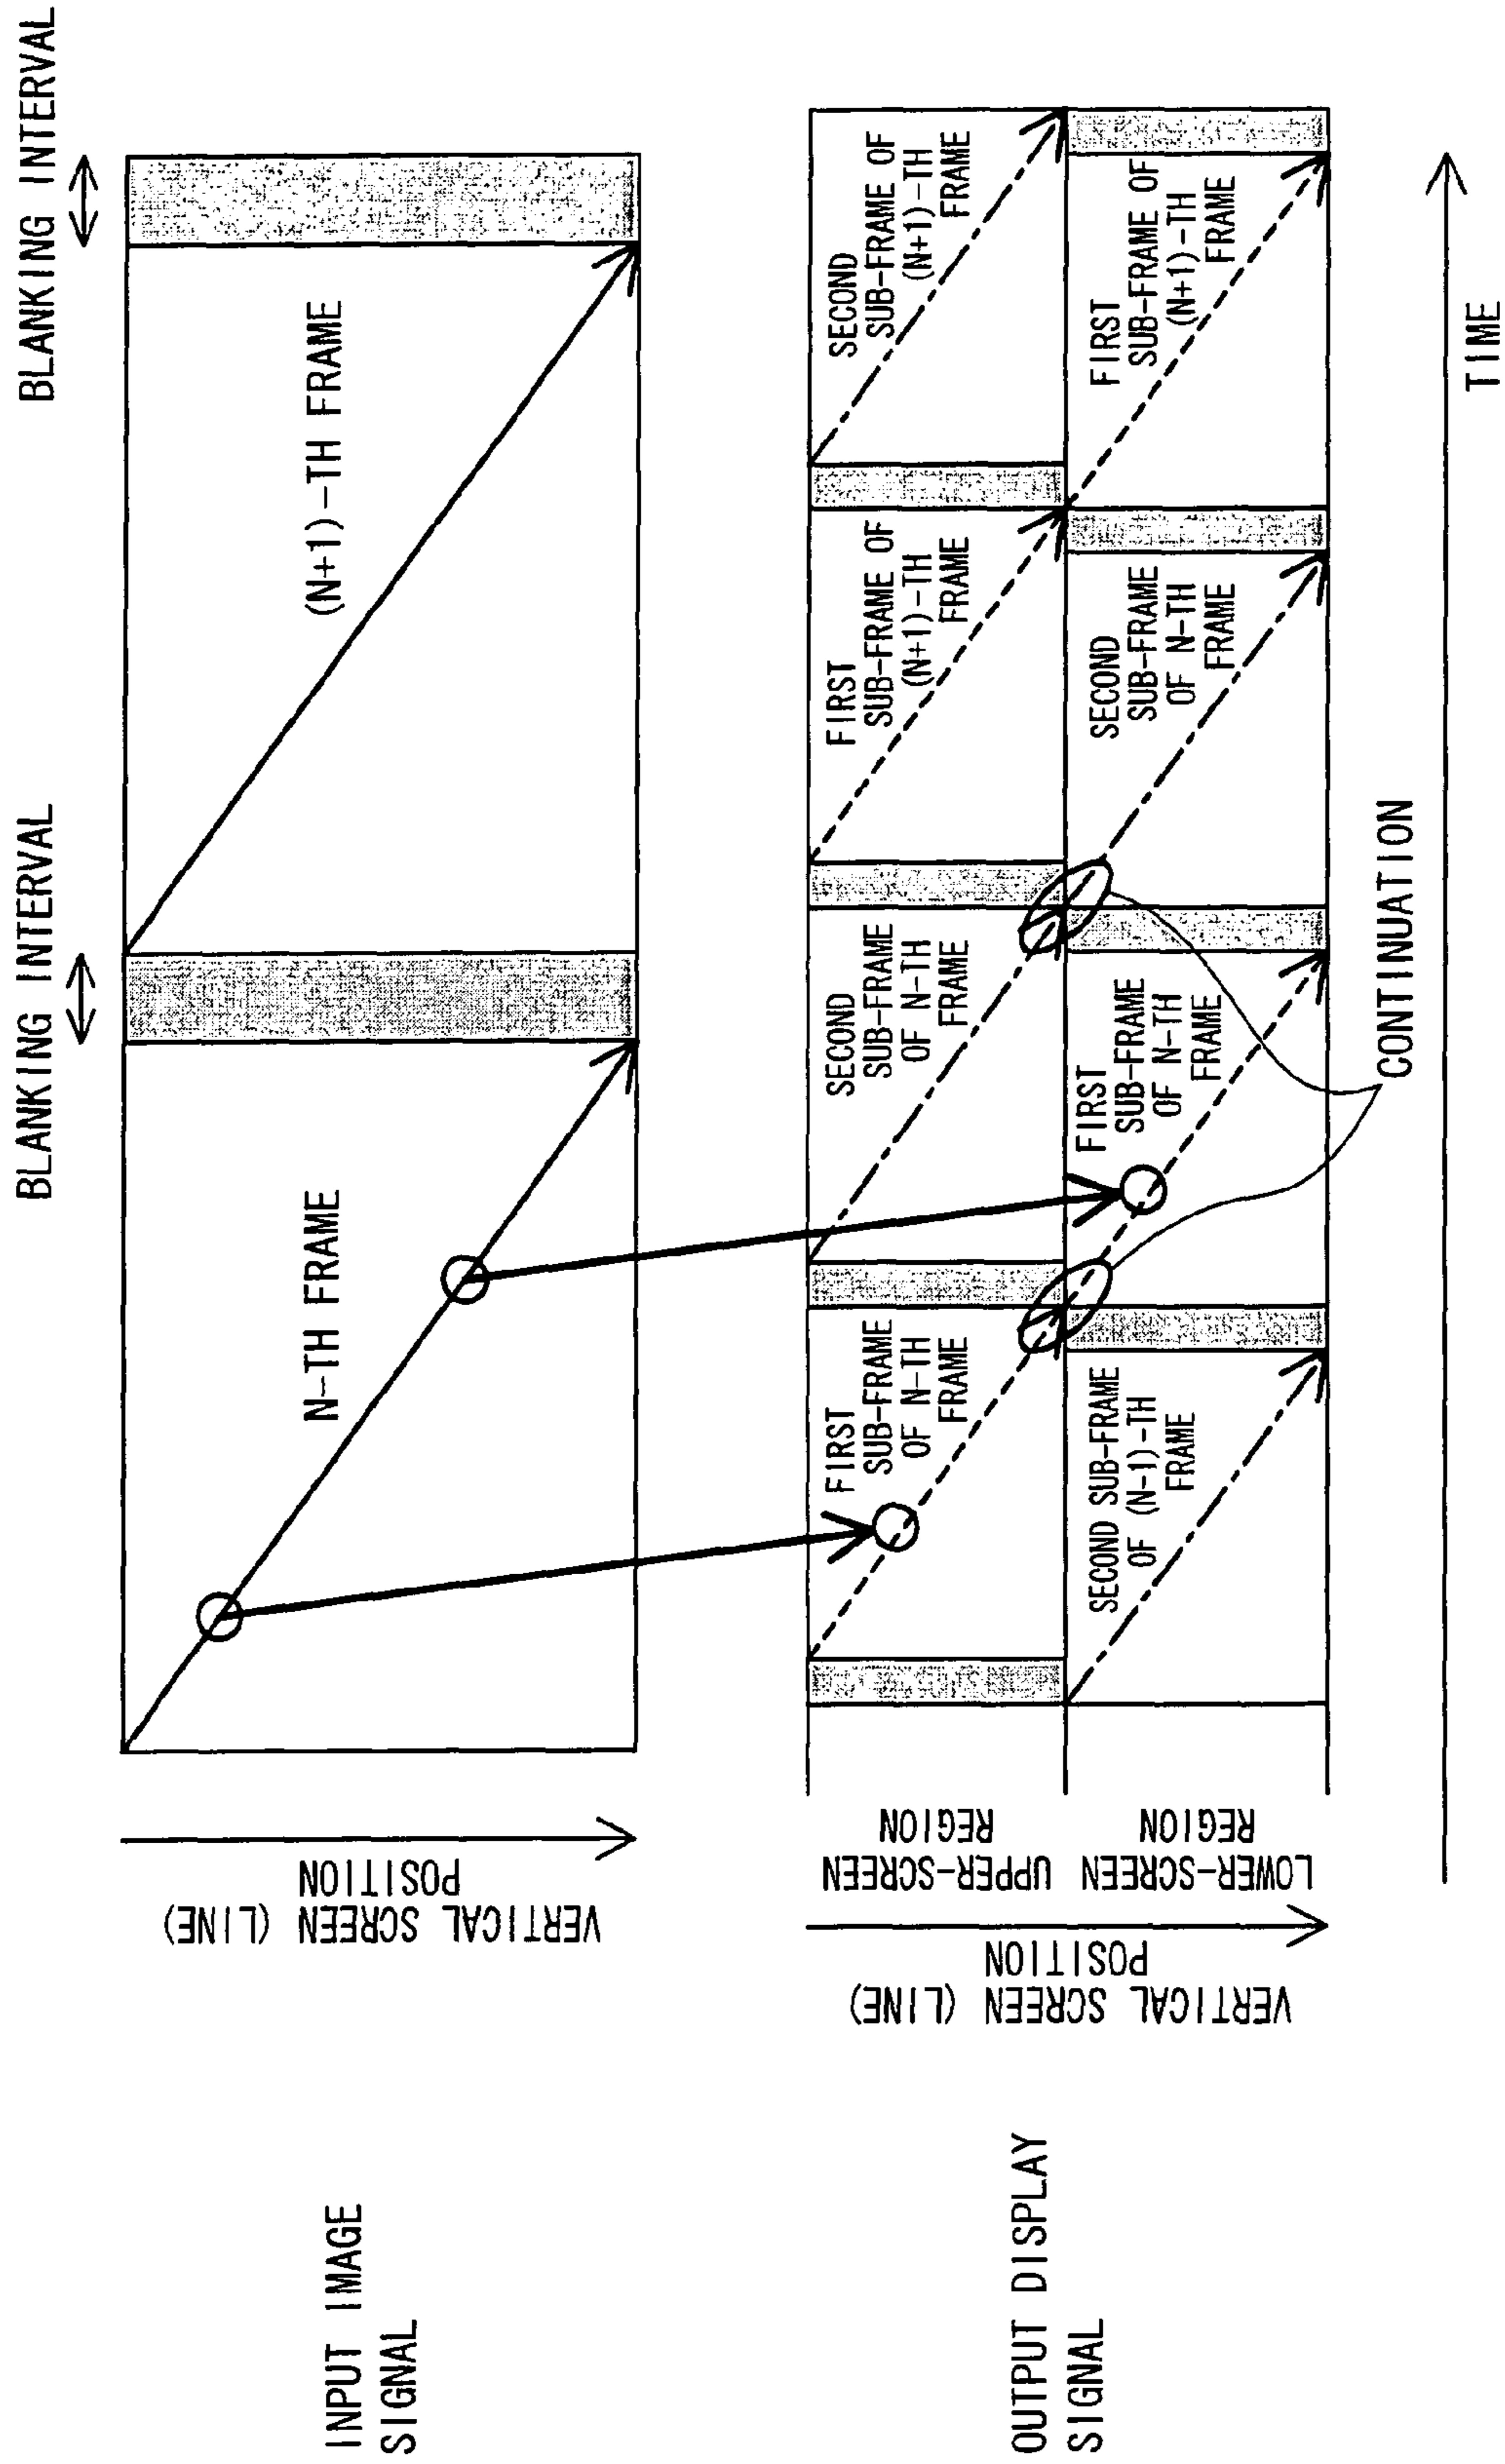 BLANKING INTERVAL
BLANKING INTERVAL
INPUT IMAGE
SIGNAL
VERTICAL SCREEN (LINE)
POSITION
N-TH FRAME
(N+1)-TH FRAME
OUTPUT DISPLAY
SIGNAL
VERTICAL SCREEN (LINE)
POSITION
UPPER-SCREEN
REGION
LOWER-SCREEN
REGION
FIRST
SUB-FRAME
OF N-TH
FRAME
SECOND
SUB-FRAME
OF N-TH
FRAME
FIRST
SUB-FRAME OF
(N+1)-TH
FRAME
SECOND
SUB-FRAME OF
(N+1)-TH
FRAME
SECOND SUB-FRAME
OF (N-1)-TH
FRAME
FIRST
SUB-FRAME
OF N-TH
FRAME
SECOND
SUB-FRAME
OF N-TH
FRAME
FIRST
SUB-FRAME OF
(N+1)-TH
FRAME
CONTINUATION
TIME